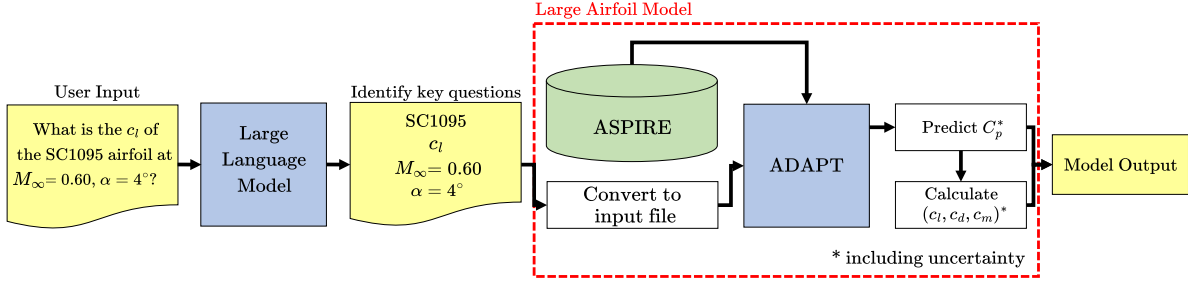 Large Airfoil Model
User Input
What is the c_l of
the SC1095 airfoil at
M_∞= 0.60, α = 4°?
Large
Language
Model
Identify key questions
SC1095
c_l
M_∞= 0.60
α = 4°
ASPIRE
Convert to
input file
ADAPT
Predict C_p^*
Calculate
(c_l, c_d, c_m)^*
Model Output
* including uncertainty